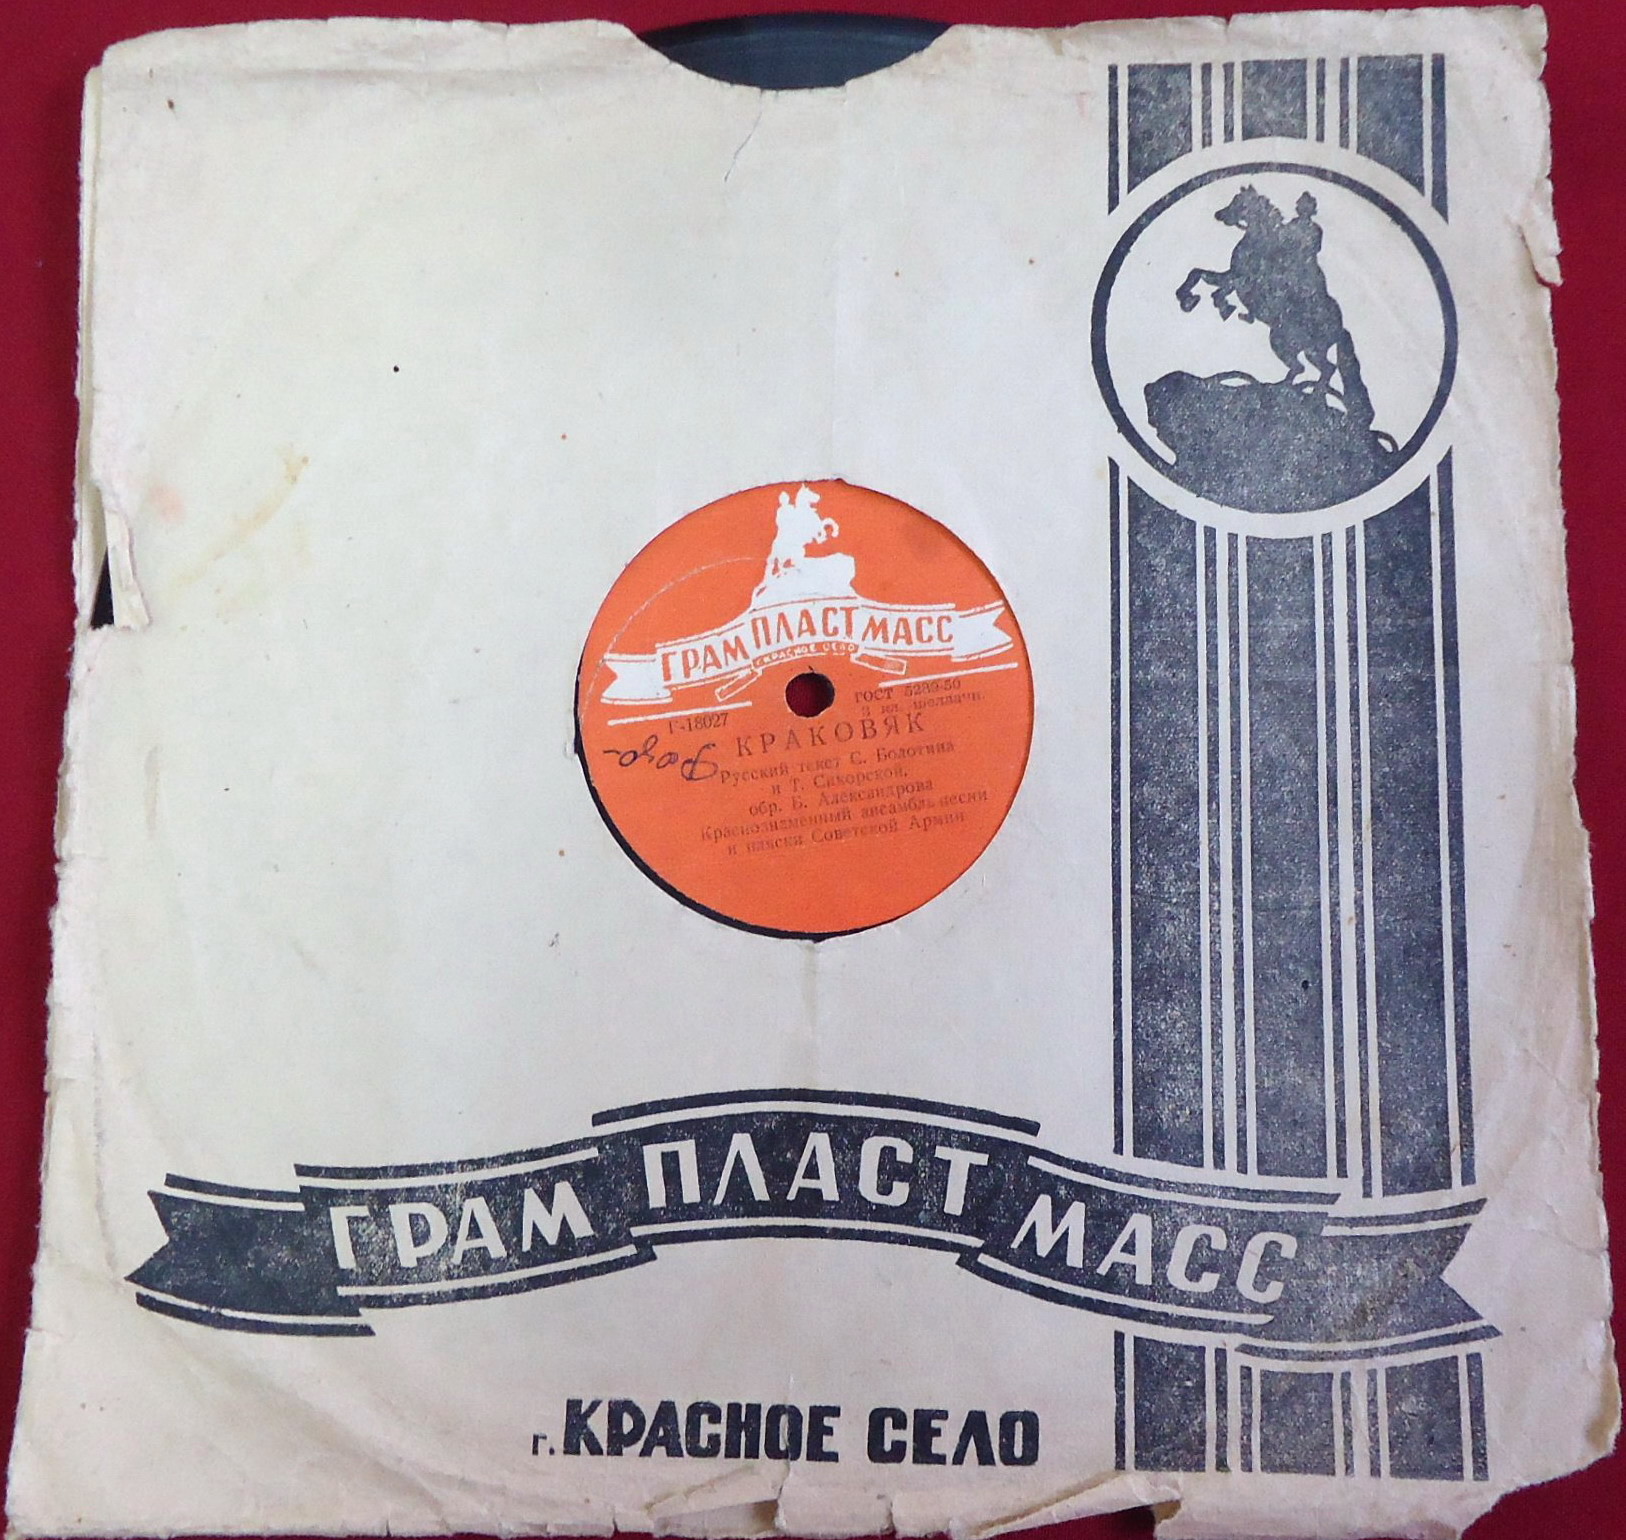 ГРАМ ПЛАСТ МАСС
КРАСНОЕ СЕЛО
ГОСТ 5289-50
Г-18027
КРАКОВЯК
Русский текст С. Болотина
и Т. Сикорской,
обр. Б. Александрова
Краснознаменный ансамбль песни
и пляски Советской Армии
ГРАМ ПЛАСТ МАСС
г. КРАСНОЕ СЕЛО